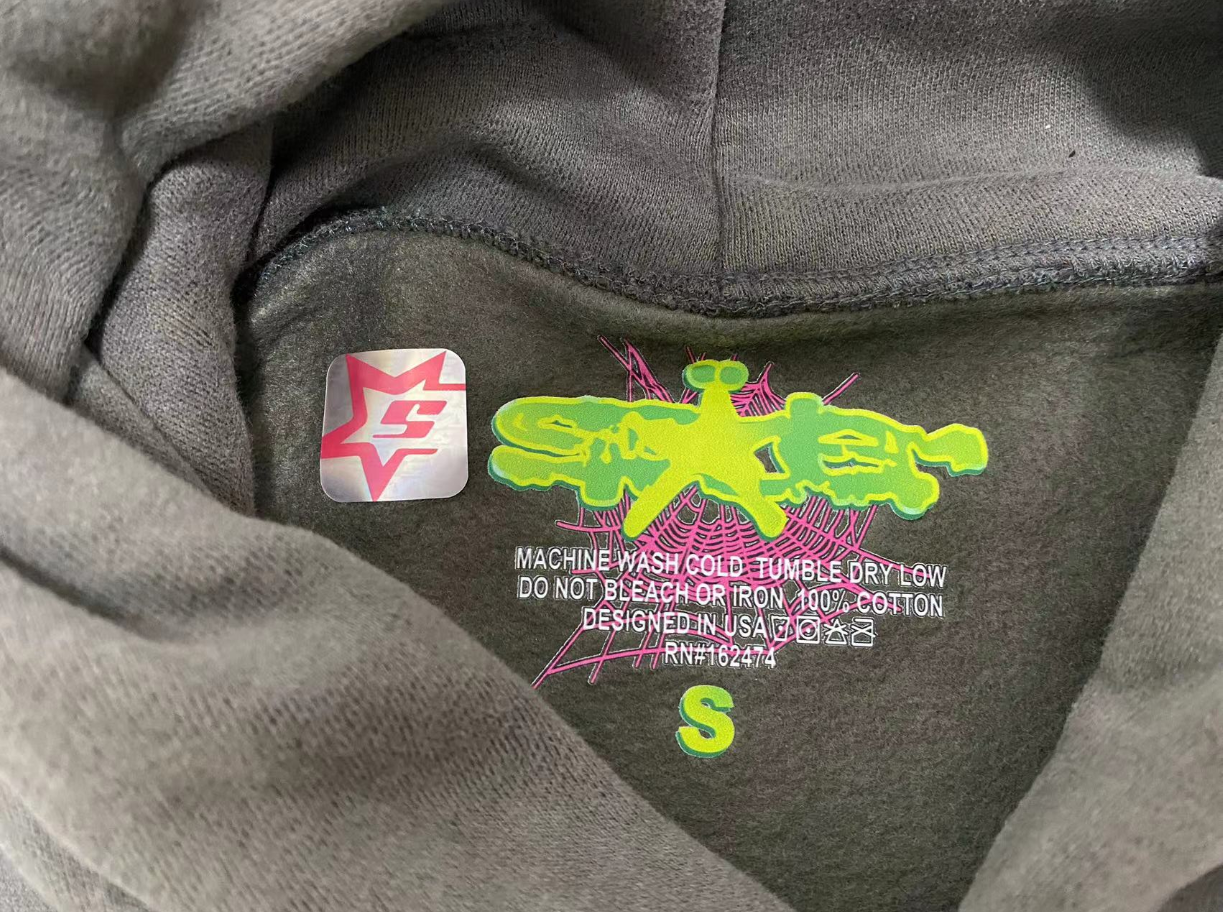 S
MACHINE WASH COLD TUMBLE DRY LOW
DO NOT BLEACH OR IRON 100% COTTON
DESIGNED IN USA
RN#162474
S